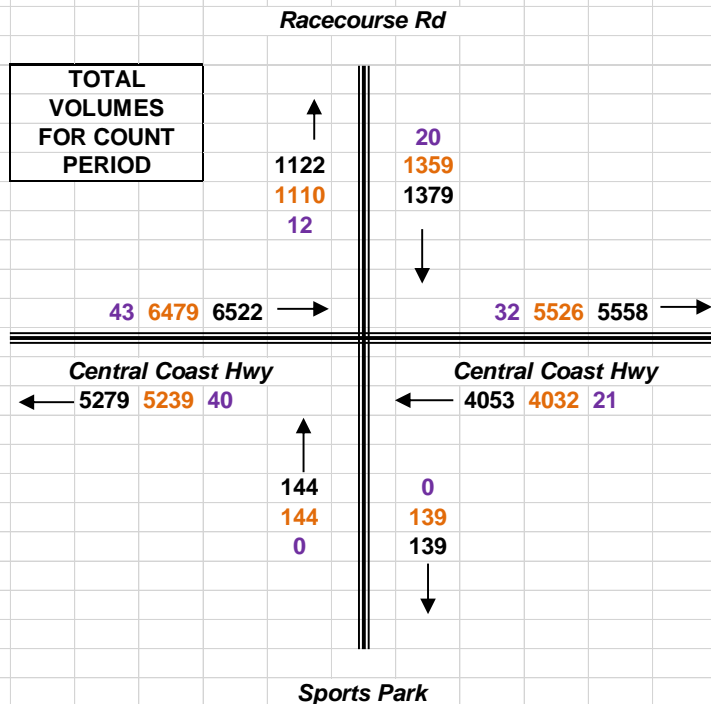 Racecourse Rd
TOTAL
VOLUMES
FOR COUNT
PERIOD
1122
1110
12
20
1359
1379
43 6479 6522
32 5526 5558
Central Coast Hwy
Central Coast Hwy
5279 5239 40
4053 4032 21
144
144
0
0
139
139
Sports Park